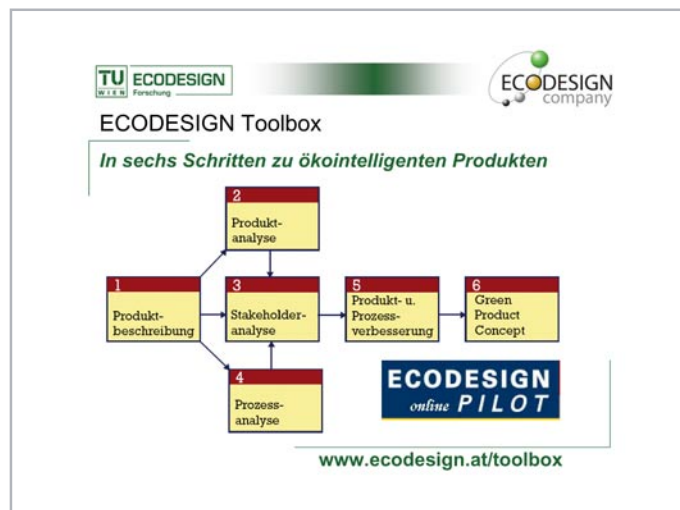 TU ECODESIGN
WIEN Forschung
ECODESIGN
company
ECODESIGN Toolbox
In sechs Schritten zu ökointelligenten Produkten
2
Produkt-
analyse
1
Produkt-
beschreibung
3
Stakeholder-
analyse
5
Produkt- u.
Prozess-
verbesserung
6
Green
Product
Concept
4
Prozess-
analyse
ECODESIGN
online PILOT
www.ecodesign.at/toolbox